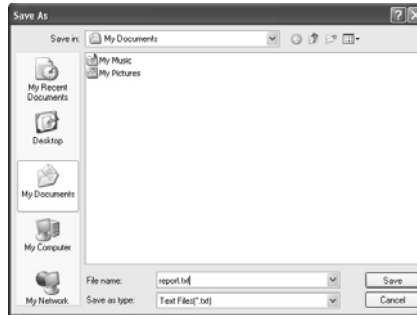 Save As
Save in:
My Documents
My Recent
Documents
Desktop
My Documents
My Computer
My Network
My Music
My Pictures
File name:
report.txt
Save
Save as type:
Text Files(*.txt)
Cancel